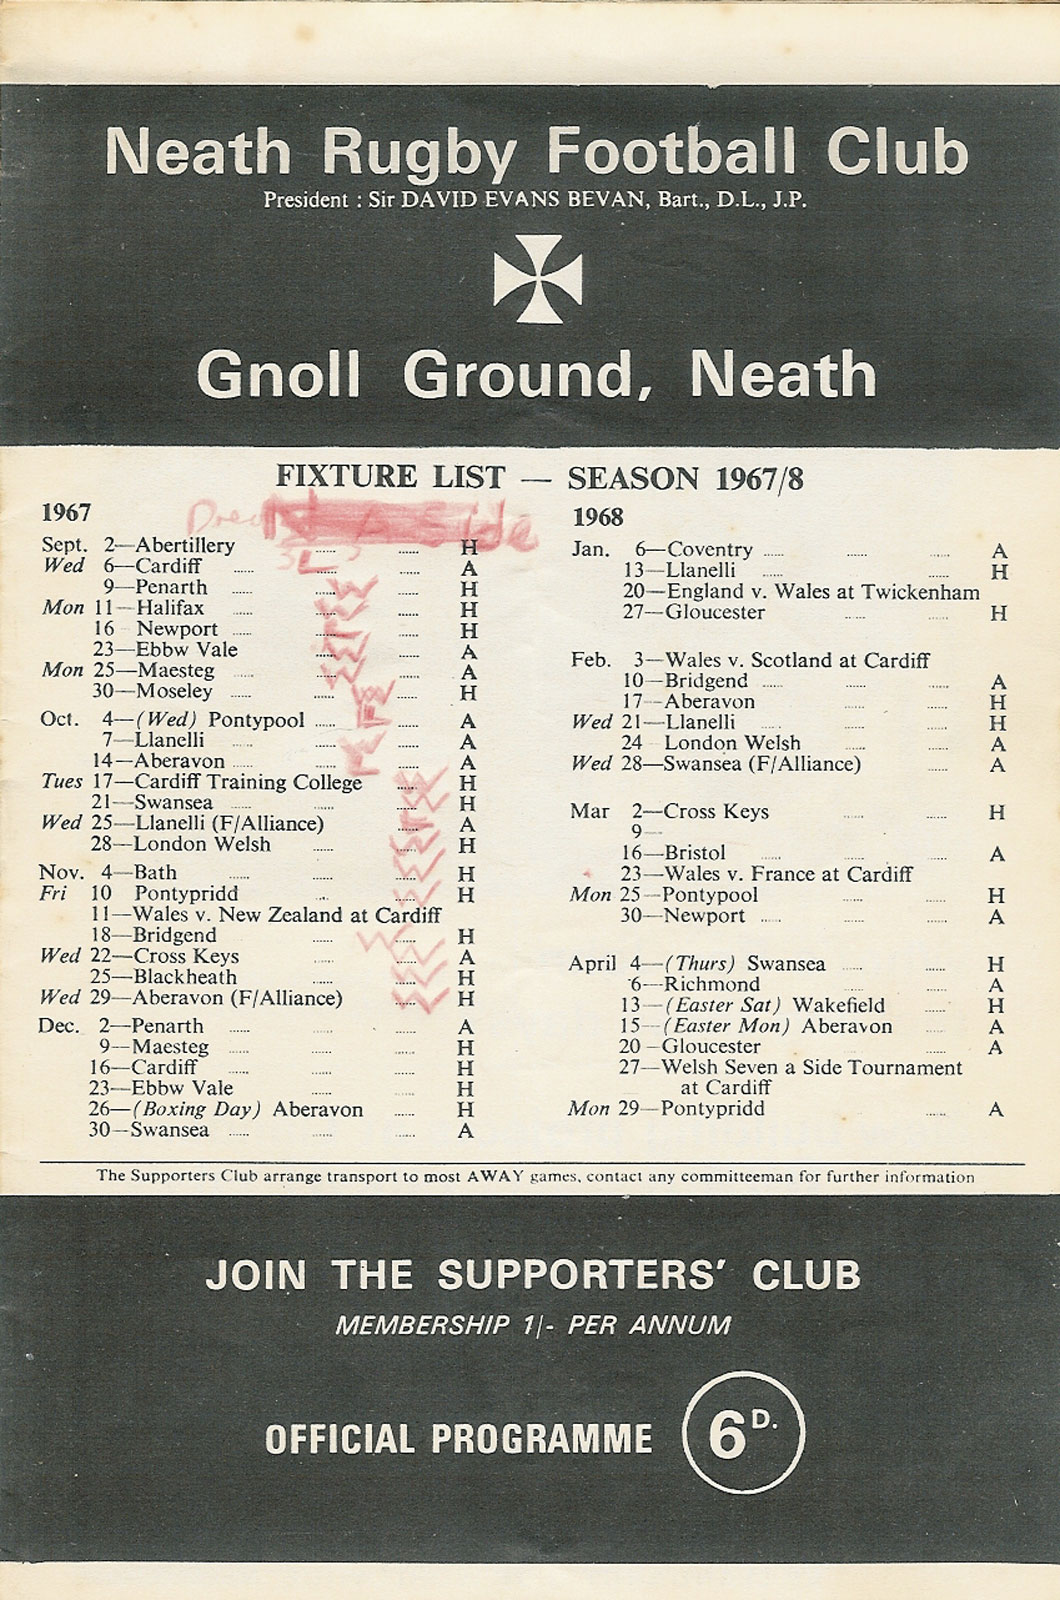 Neath Rugby Football Club
President : Sir DAVID EVANS BEVAN, Bart., D.L., J.P.
Gnoll Ground, Neath
FIXTURE LIST — SEASON 1967/8
1967
Sept. 2—Abertillery ...... ...... H
Wed 6—Cardiff ...... ...... A
9—Penarth ...... W ...... H
Mon 11—Halifax ...... W ...... H
16 Newport ...... ...... H
23—Ebbw Vale W ...... A
Mon 25—Maesteg ...... W ...... A
30—Moseley ...... ...... H
Oct. 4—(Wed) Pontypool ...... ...... A
7—Llanelli ...... ...... A
14—Aberavon ...... ...... A
Tues 17—Cardiff Training College W H
21—Swansea ...... ...... W H
Wed 25—Llanelli (F/Alliance) ...... A
28—London Welsh ...... W H
Nov. 4—Bath ...... ...... W H
Fri 10 Pontypridd ...... W H
11—Wales v. New Zealand at Cardiff
18—Bridgend ...... W H
Wed 22—Cross Keys ...... W A
25—Blackheath ...... W H
Wed 29—Aberavon (F/Alliance) W H
Dec. 2—Penarth ...... ...... ...... A
9—Maesteg ...... ...... ...... H
16—Cardiff ...... ...... ...... H
23—Ebbw Vale ...... ...... H
26—(Boxing Day) Aberavon ...... H
30—Swansea ...... ...... ...... A
1968
Jan. 6—Coventry ...... ...... ...... A
13—Llanelli ...... ...... H
20—England v. Wales at Twickenham
27—Gloucester ...... ...... H
Feb. 3—Wales v. Scotland at Cardiff
10—Bridgend ...... ...... ...... A
17—Aberavon ...... ...... H
Wed 21—Llanelli ...... ...... ...... H
24 London Welsh ...... ...... A
Wed 28—Swansea (F/Alliance) ...... A
Mar 2—Cross Keys ...... ...... H
9—
16—Bristol ...... ...... ...... A
23—Wales v. France at Cardiff
Mon 25—Pontypool ...... ...... H
30—Newport ...... ...... ...... A
April 4—(Thurs) Swansea ...... ...... H
6—Richmond ...... ...... A
13—(Easter Sat) Wakefield ...... H
15—(Easter Mon) Aberavon ...... A
20—Gloucester ...... ...... A
27—Welsh Seven a Side Tournament
at Cardiff
Mon 29—Pontypridd ...... A
The Supporters Club arrange transport to most AWAY games, contact any committeeman for further information
JOIN THE SUPPORTERS' CLUB
MEMBERSHIP 1/- PER ANNUM
OFFICIAL PROGRAMME 6D.